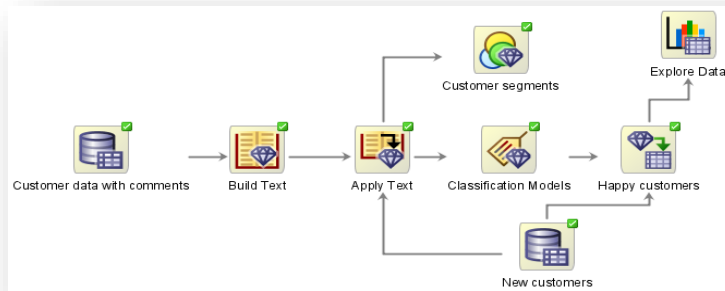 Customer segments
Explore Data
Customer data with comments
Build Text
Apply Text
Classification Models
Happy customers
New customers